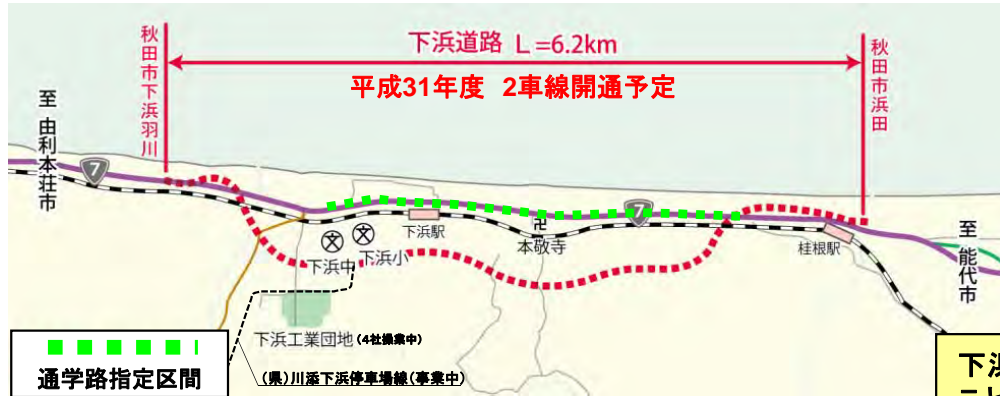 下浜道路 L=6.2km
平成31年度 2車線開通予定
秋田市下浜羽川
秋田市浜田
至 由利本荘市
7
下浜駅
7
卍
本敬寺
桂根駅
至 能代市
文
文
下浜中
下浜小
下浜工業団地(4社操業中)
(県)川添下浜停車場線(事業中)
通学路指定区間
下浜